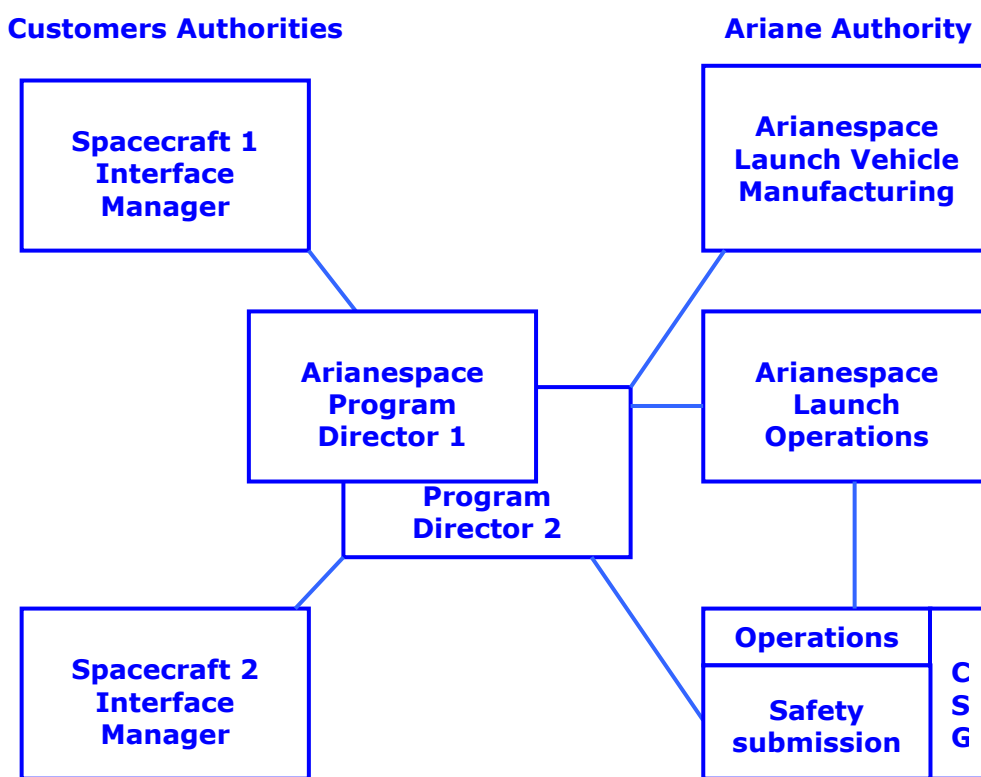 Customers Authorities
Ariane Authority
Spacecraft 1
Interface
Manager
Arianespace
Launch Vehicle
Manufacturing
Arianespace
Program
Director 1
Arianespace
Launch
Operations
Program
Director 2
Spacecraft 2
Interface
Manager
Operations
Safety
submission
C
S
G